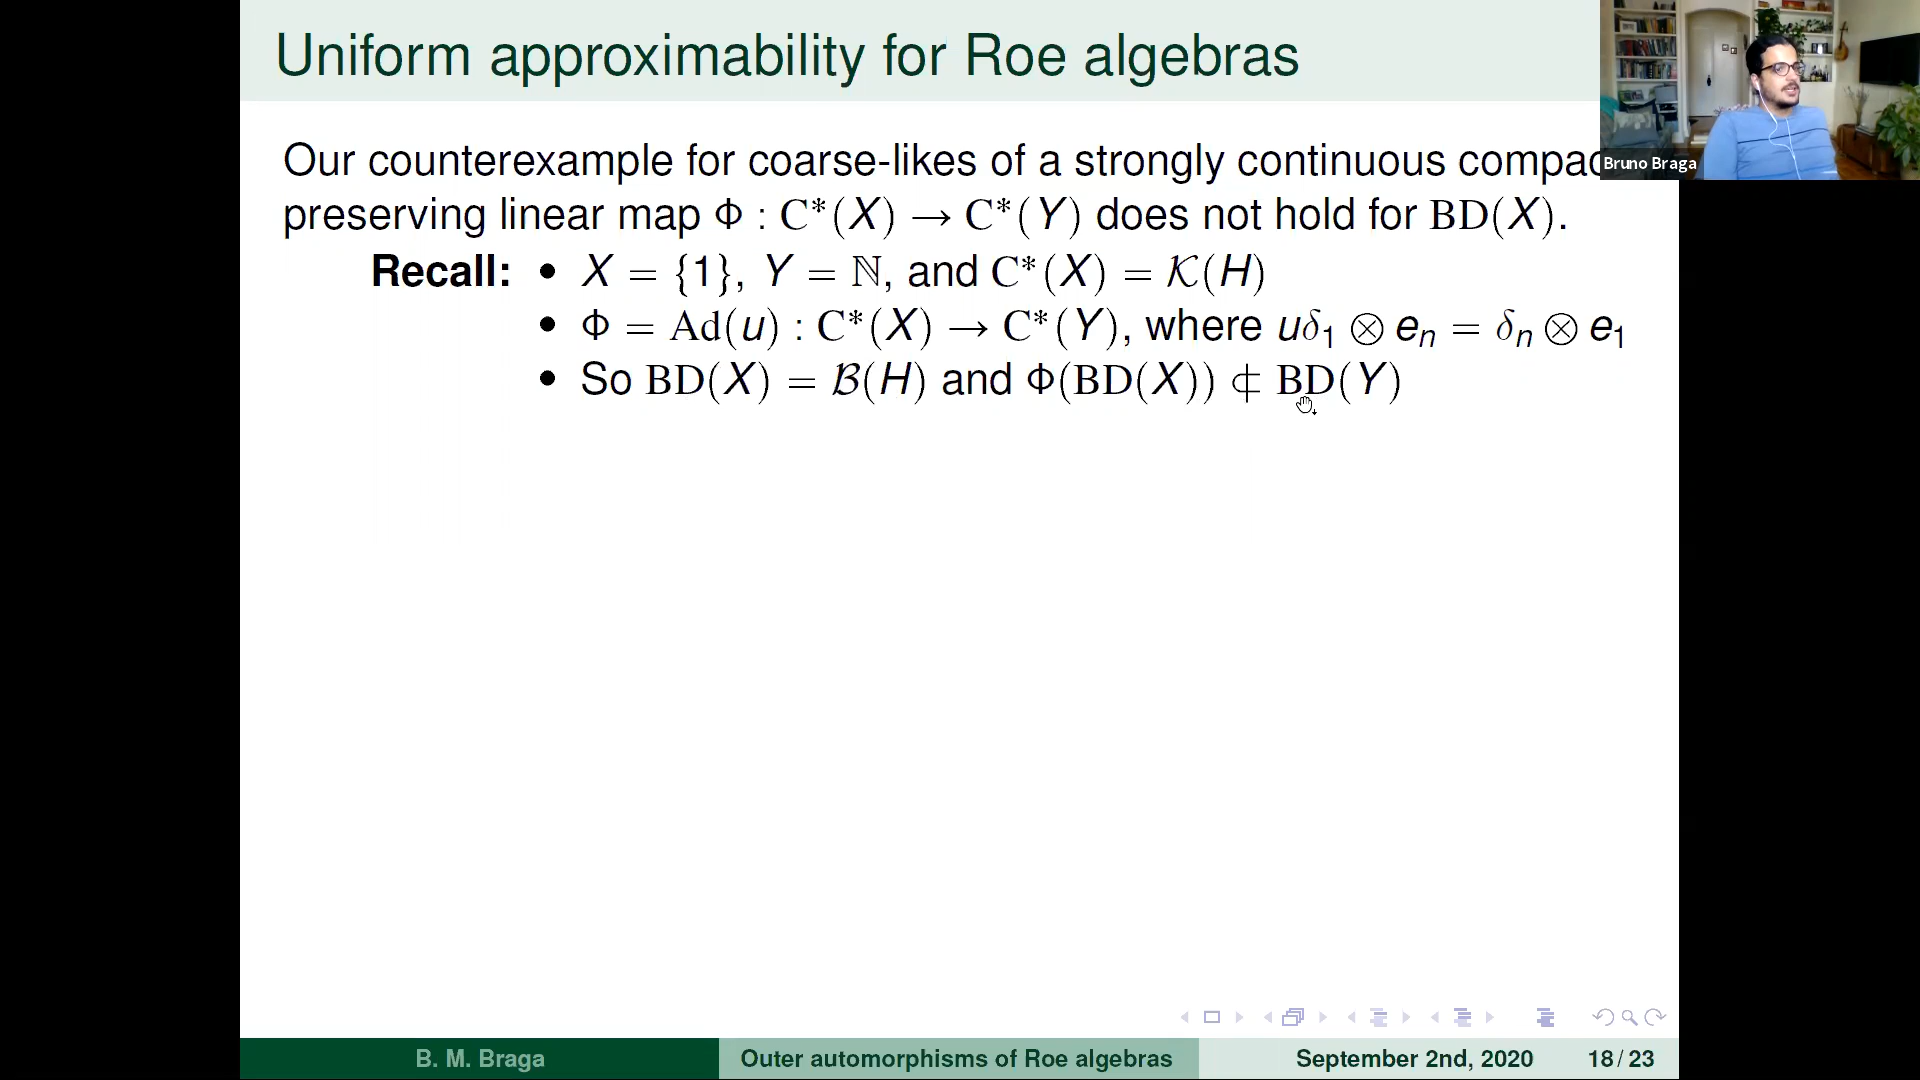 Uniform approximability for Roe algebras
Our counterexample for coarse-likes of a strongly continuous compac
preserving linear map Φ : C*(X) → C*(Y) does not hold for BD(X).
Recall: • X = {1}, Y = ℕ, and C*(X) = 𝒦(H)
• Φ = Ad(u) : C*(X) → C*(Y), where uδ₁ ⊗ eₙ = δₙ ⊗ e₁
• So BD(X) = ℬ(H) and Φ(BD(X)) ⊄ BD(Y)
Bruno Braga
B. M. Braga Outer automorphisms of Roe algebras September 2nd, 2020 18 / 23